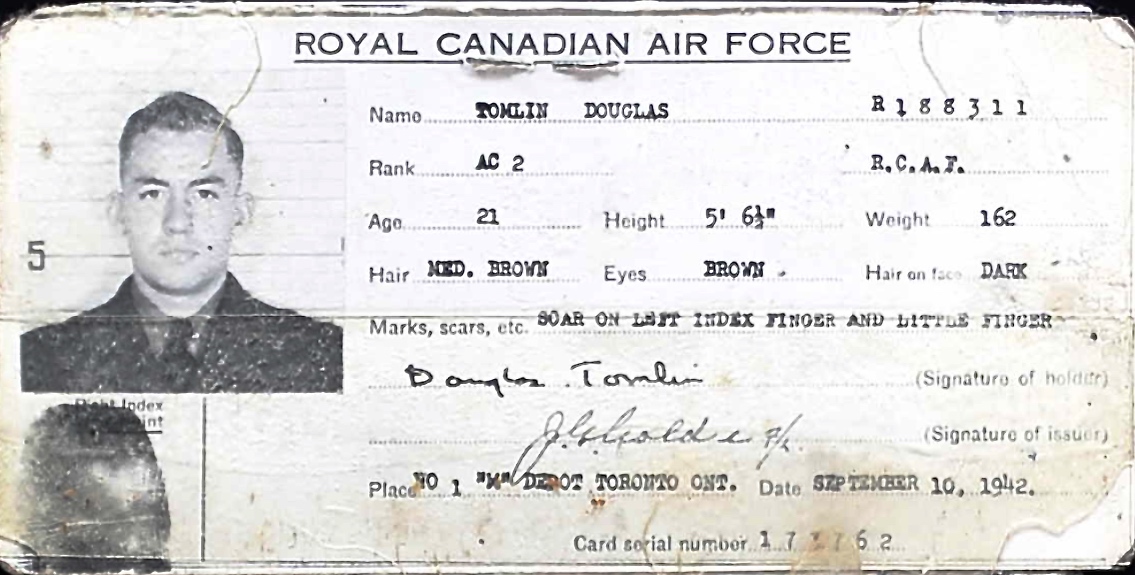 ROYAL CANADIAN AIR FORCE
Name TOMLIN DOUGLAS R188311
Rank AC 2 R.C.A.F.
Age 21 Height 5' 6½" Weight 162
5
Hair MED. BROWN Eyes BROWN Hair on face DARK
Marks, scars, etc. SCAR ON LEFT INDEX FINGER AND LITTLE FINGER
Douglas Tomlin (Signature of holder)
Right Index
(Signature of issuer)
Place NO 1 "M" DEPOT TORONTO ONT. Date SEPTEMBER 10, 1942.
Card serial number